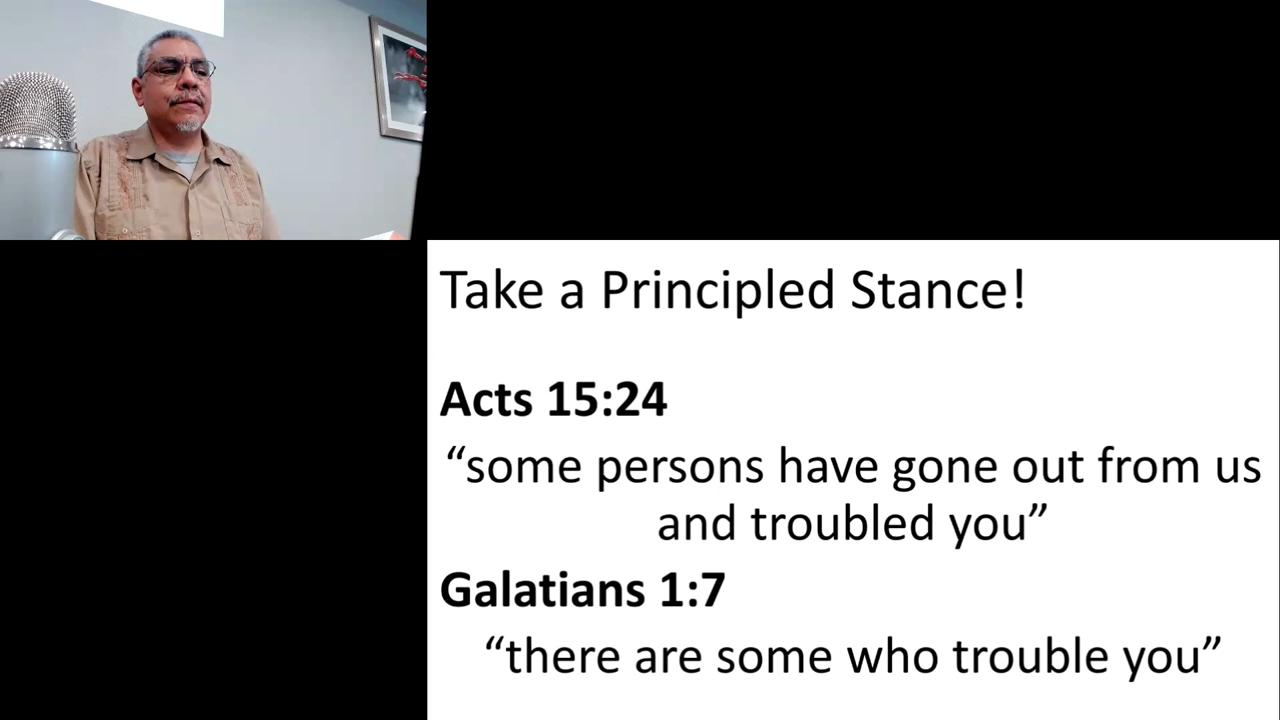 Take a Principled Stance!
Acts 15:24
“some persons have gone out from us
and troubled you”
Galatians 1:7
“there are some who trouble you”